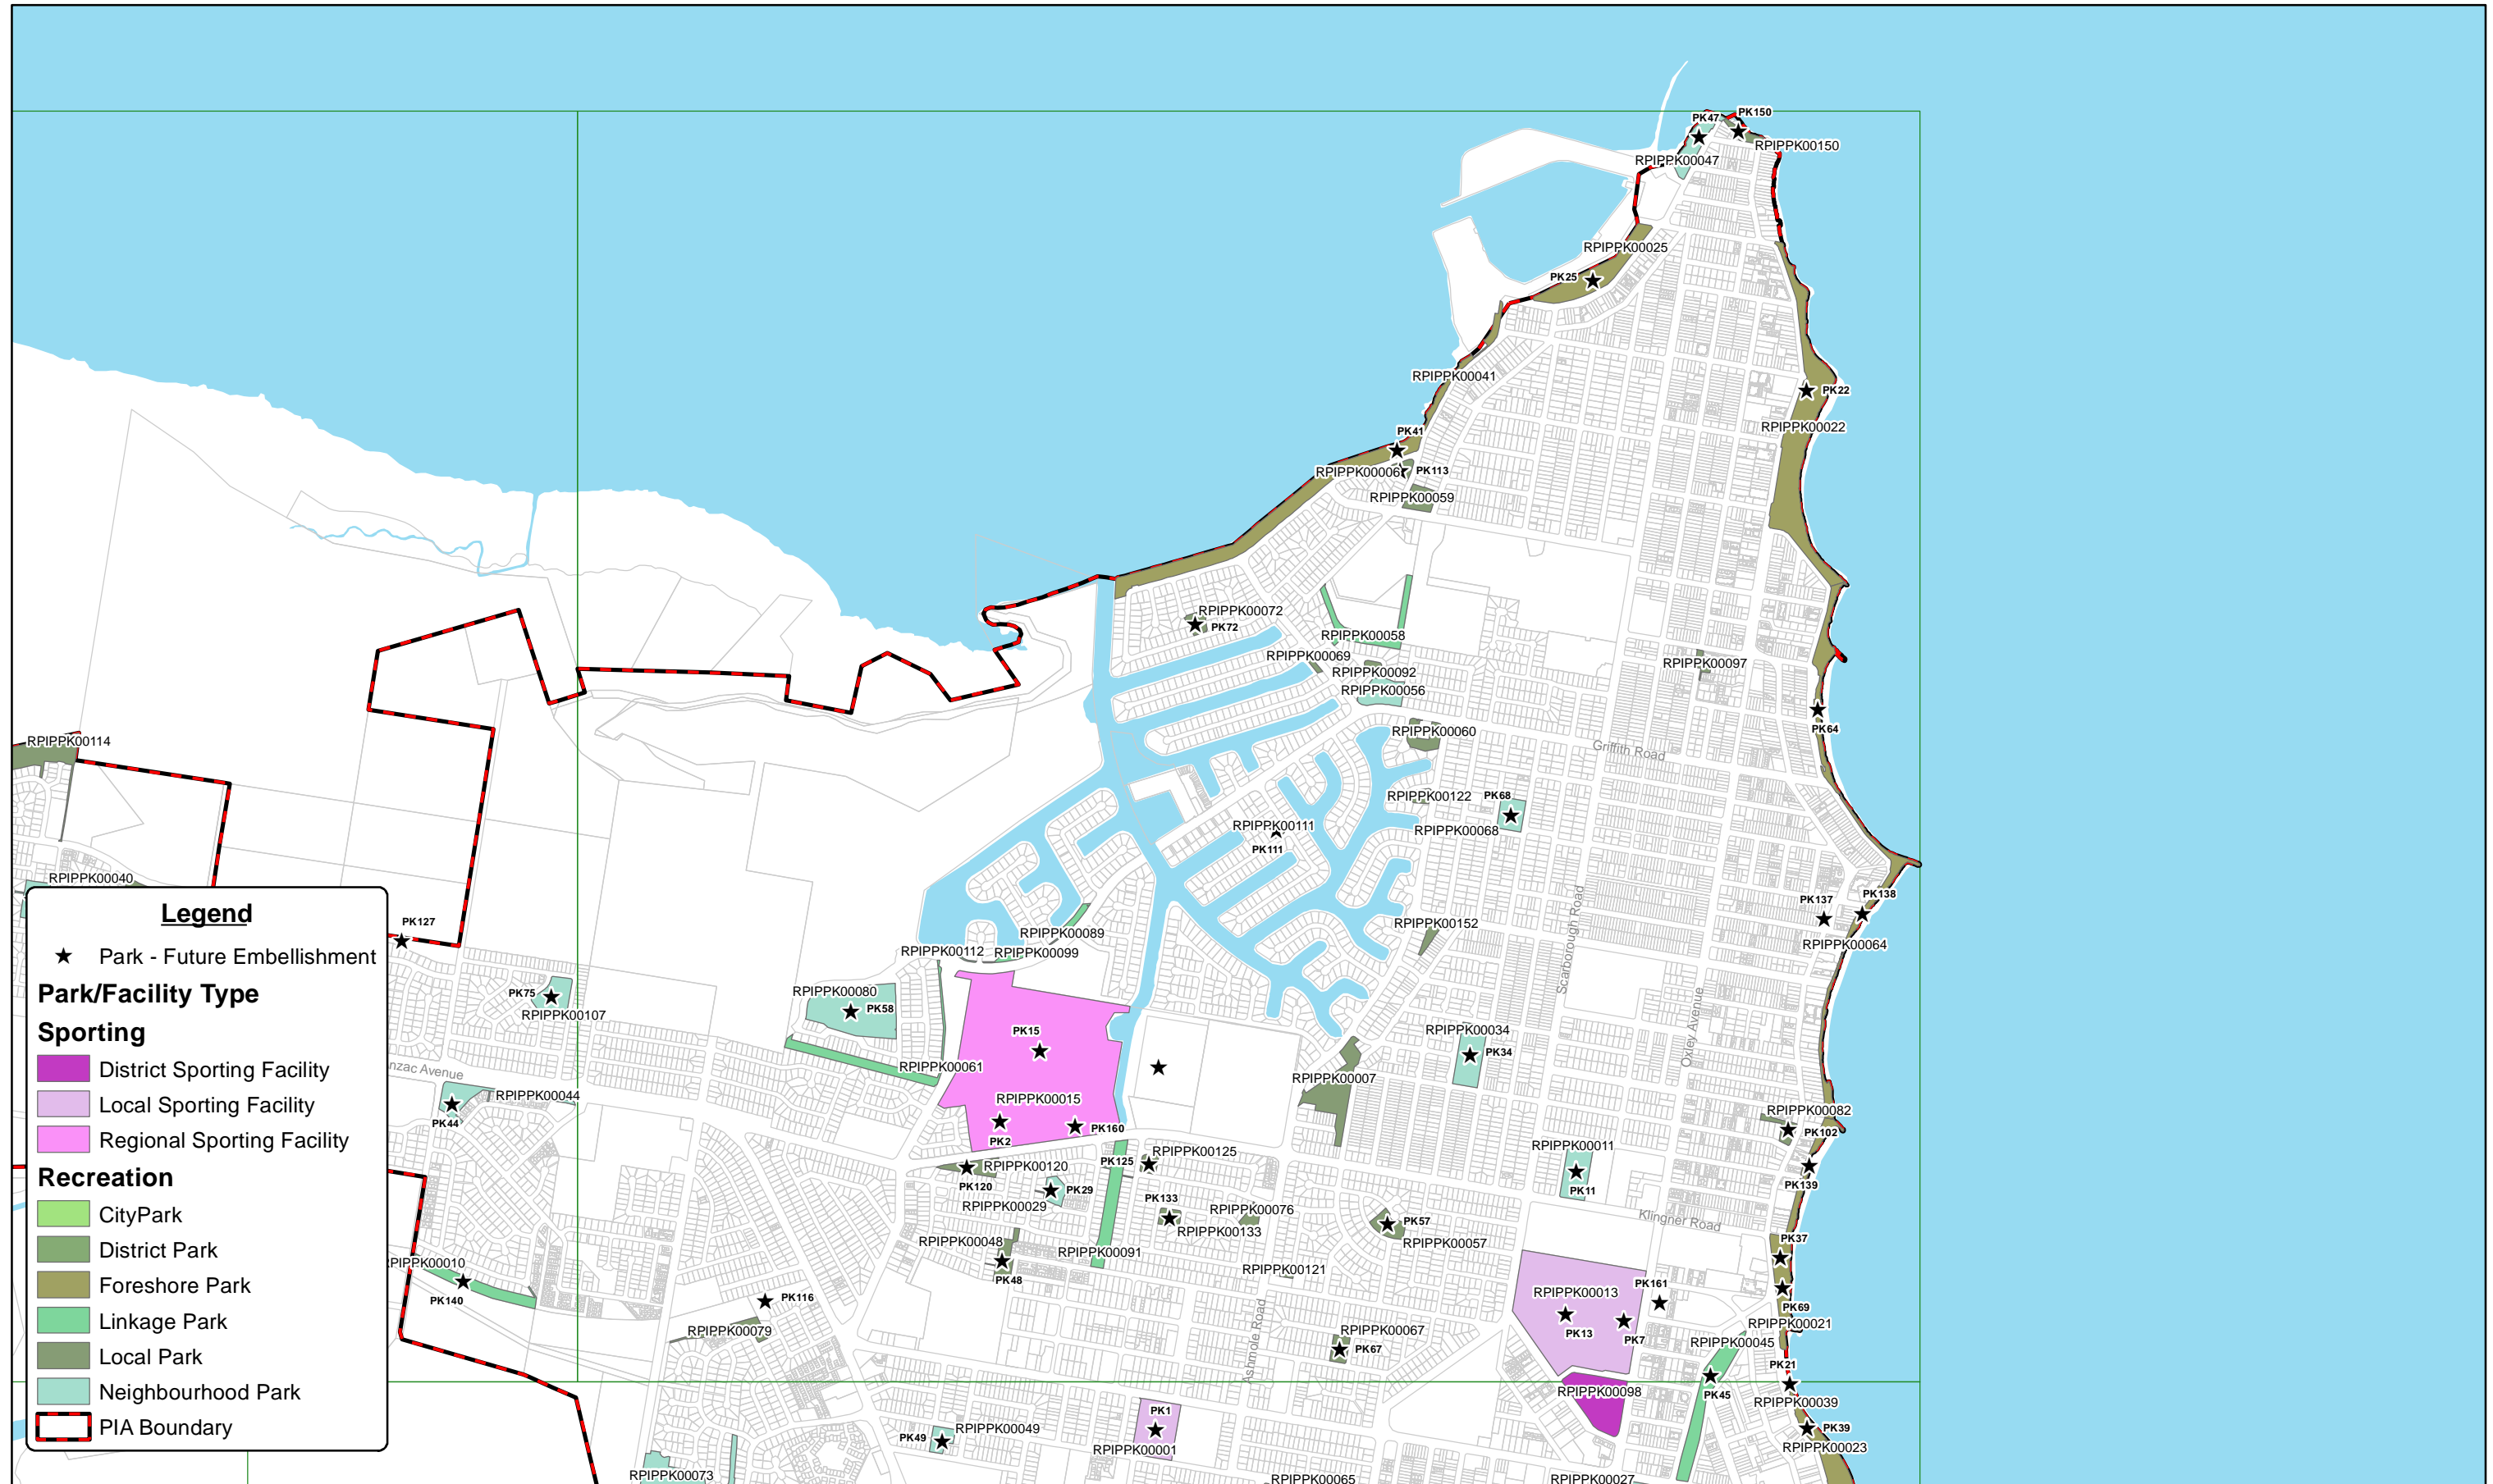 PK150
PK47
RPIPPK00150
RPIPPK00047
RPIPPK00025
PK25
RPIPPK00041
PK22
RPIPPK00022
PK41
PK113
RPIPPK00059
RPIPPK00072
PK72
RPIPPK00058
RPIPPK00069
RPIPPK00097
RPIPPK00092
RPIPPK00056
PK64
RPIPPK00060
RPIPPK00114
Griffith Road
RPIPPK00122
PK68
RPIPPK00111
RPIPPK00068
PK111
RPIPPK00040
PK138
PK137
PK127
RPIPPK00152
RPIPPK00089
RPIPPK00064
RPIPPK00112
RPIPPK00099
Scarborough Road
RPIPPK00080
PK75
PK58
RPIPPK00107
PK15
RPIPPK00034
Oxley Avenue
PK34
RPIPPK00061
nzac Avenue
RPIPPK00007
RPIPPK00044
RPIPPK00015
RPIPPK00082
PK44
PK2
PK160
PK102
RPIPPK00011
RPIPPK00125
PK125
RPIPPK00120
PK120
PK29
PK11
PK139
PK133
RPIPPK00029
RPIPPK00076
PK57
Klingner Road
RPIPPK00133
RPIPPK00048
RPIPPK00057
PK37
RPIPPK00091
RPIPPK00010
RPIPPK00121
PK48
PK161
RPIPPK00013
PK140
PK116
PK69
RPIPPK00021
RPIPPK00079
RPIPPK00067
PK13
PK7
RPIPPK00045
PK67
Ashmole Road
PK21
RPIPPK00098
PK45
RPIPPK00039
PK1
PK49
RPIPPK00049
PK39
RPIPPK00001
RPIPPK00023
RPIPPK00073
RPIPPK00065
RPIPPK00027
Legend
Park - Future Embellishment
Park/Facility Type
Sporting
District Sporting Facility
Local Sporting Facility
Regional Sporting Facility
Recreation
CityPark
District Park
Foreshore Park
Linkage Park
Local Park
Neighbourhood Park
PIA Boundary